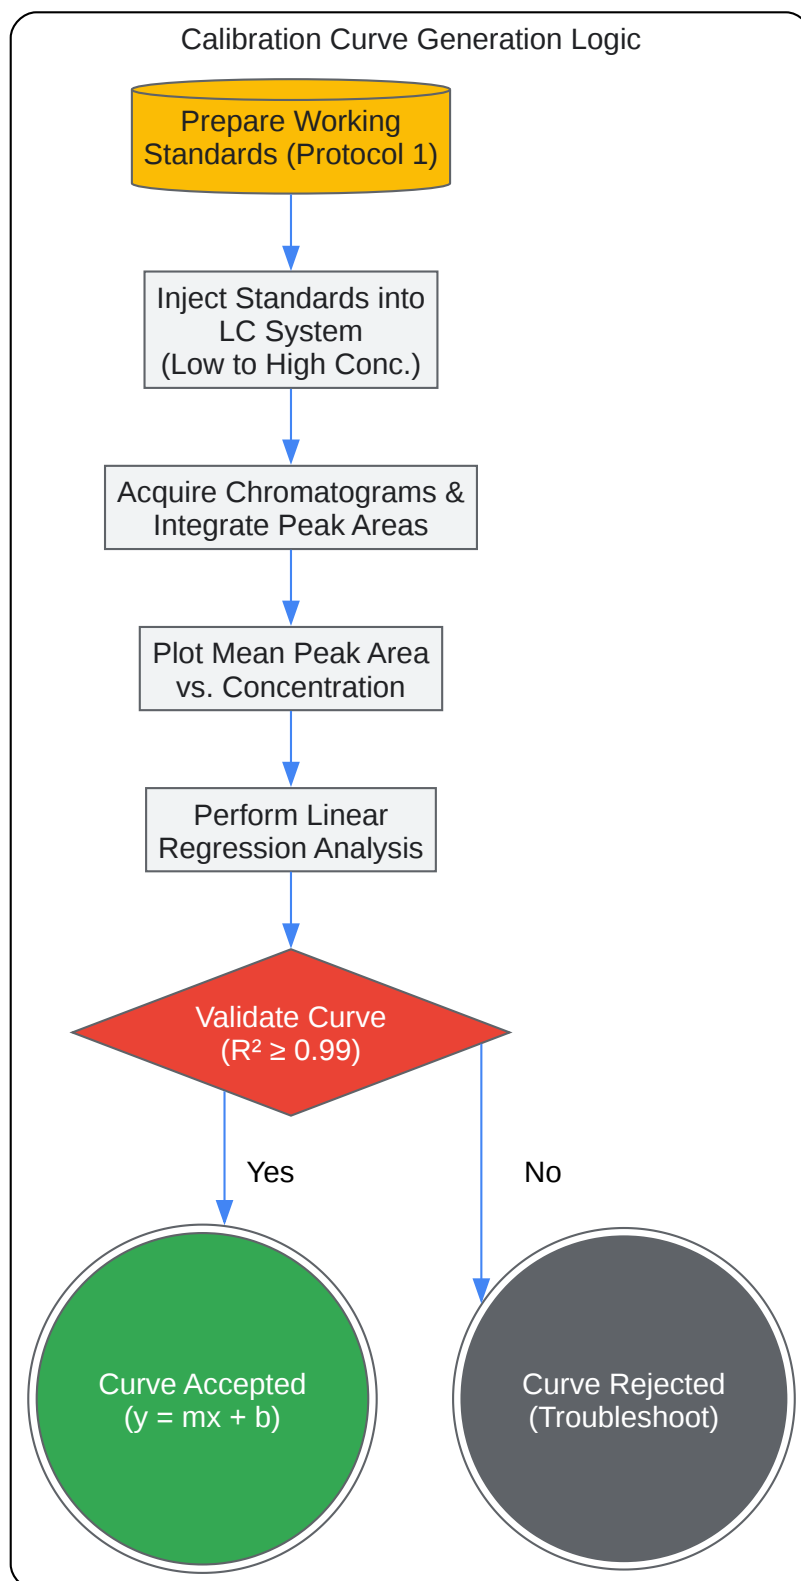 Calibration Curve Generation Logic
Prepare Working
Standards (Protocol 1)
Inject Standards into
LC System
(Low to High Conc.)
Acquire Chromatograms &
Integrate Peak Areas
Plot Mean Peak Area
vs. Concentration
Perform Linear
Regression Analysis
Validate Curve
(R² ≥ 0.99)
Yes
No
Curve Accepted
(y = mx + b)
Curve Rejected
(Troubleshoot)